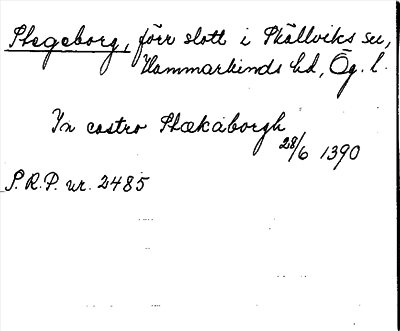 Stegeborg, förr slott i Skällviks sn,
Hammarkinds hd, Ög. l.
In castro Stækaborgh
28/6 1390
S.R.P. nr. 2485